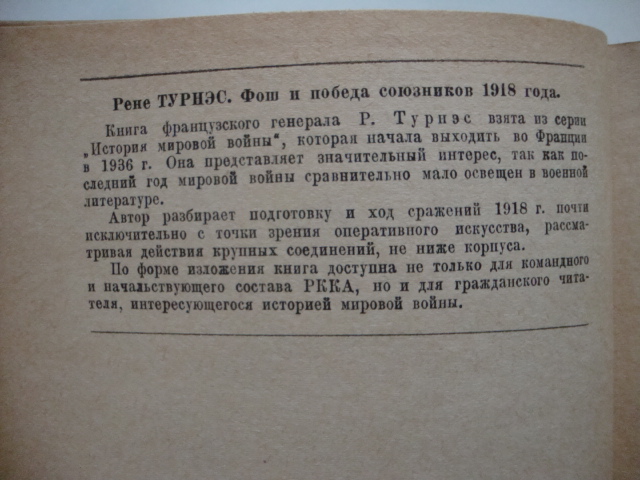 Рене ТУРНЭС. Фош и победа союзников 1918 года.
Книга французского генерала Р. Турнэс взята из серии
„История мировой войны", которая начала выходить во Франции
в 1936 г. Она представляет значительный интерес, так как по-
следний год мировой войны сравнительно мало освещен в военной
литературе.
Автор разбирает подготовку и ход сражений 1918 г. почти
исключительно с точки зрения оперативного искусства, рассма-
тривая действия крупных соединений, не ниже корпуса.
По форме изложения книга доступна не только для командного
и начальствующего состава РККА, но и для гражданского чита-
теля, интересующегося историей мировой войны.